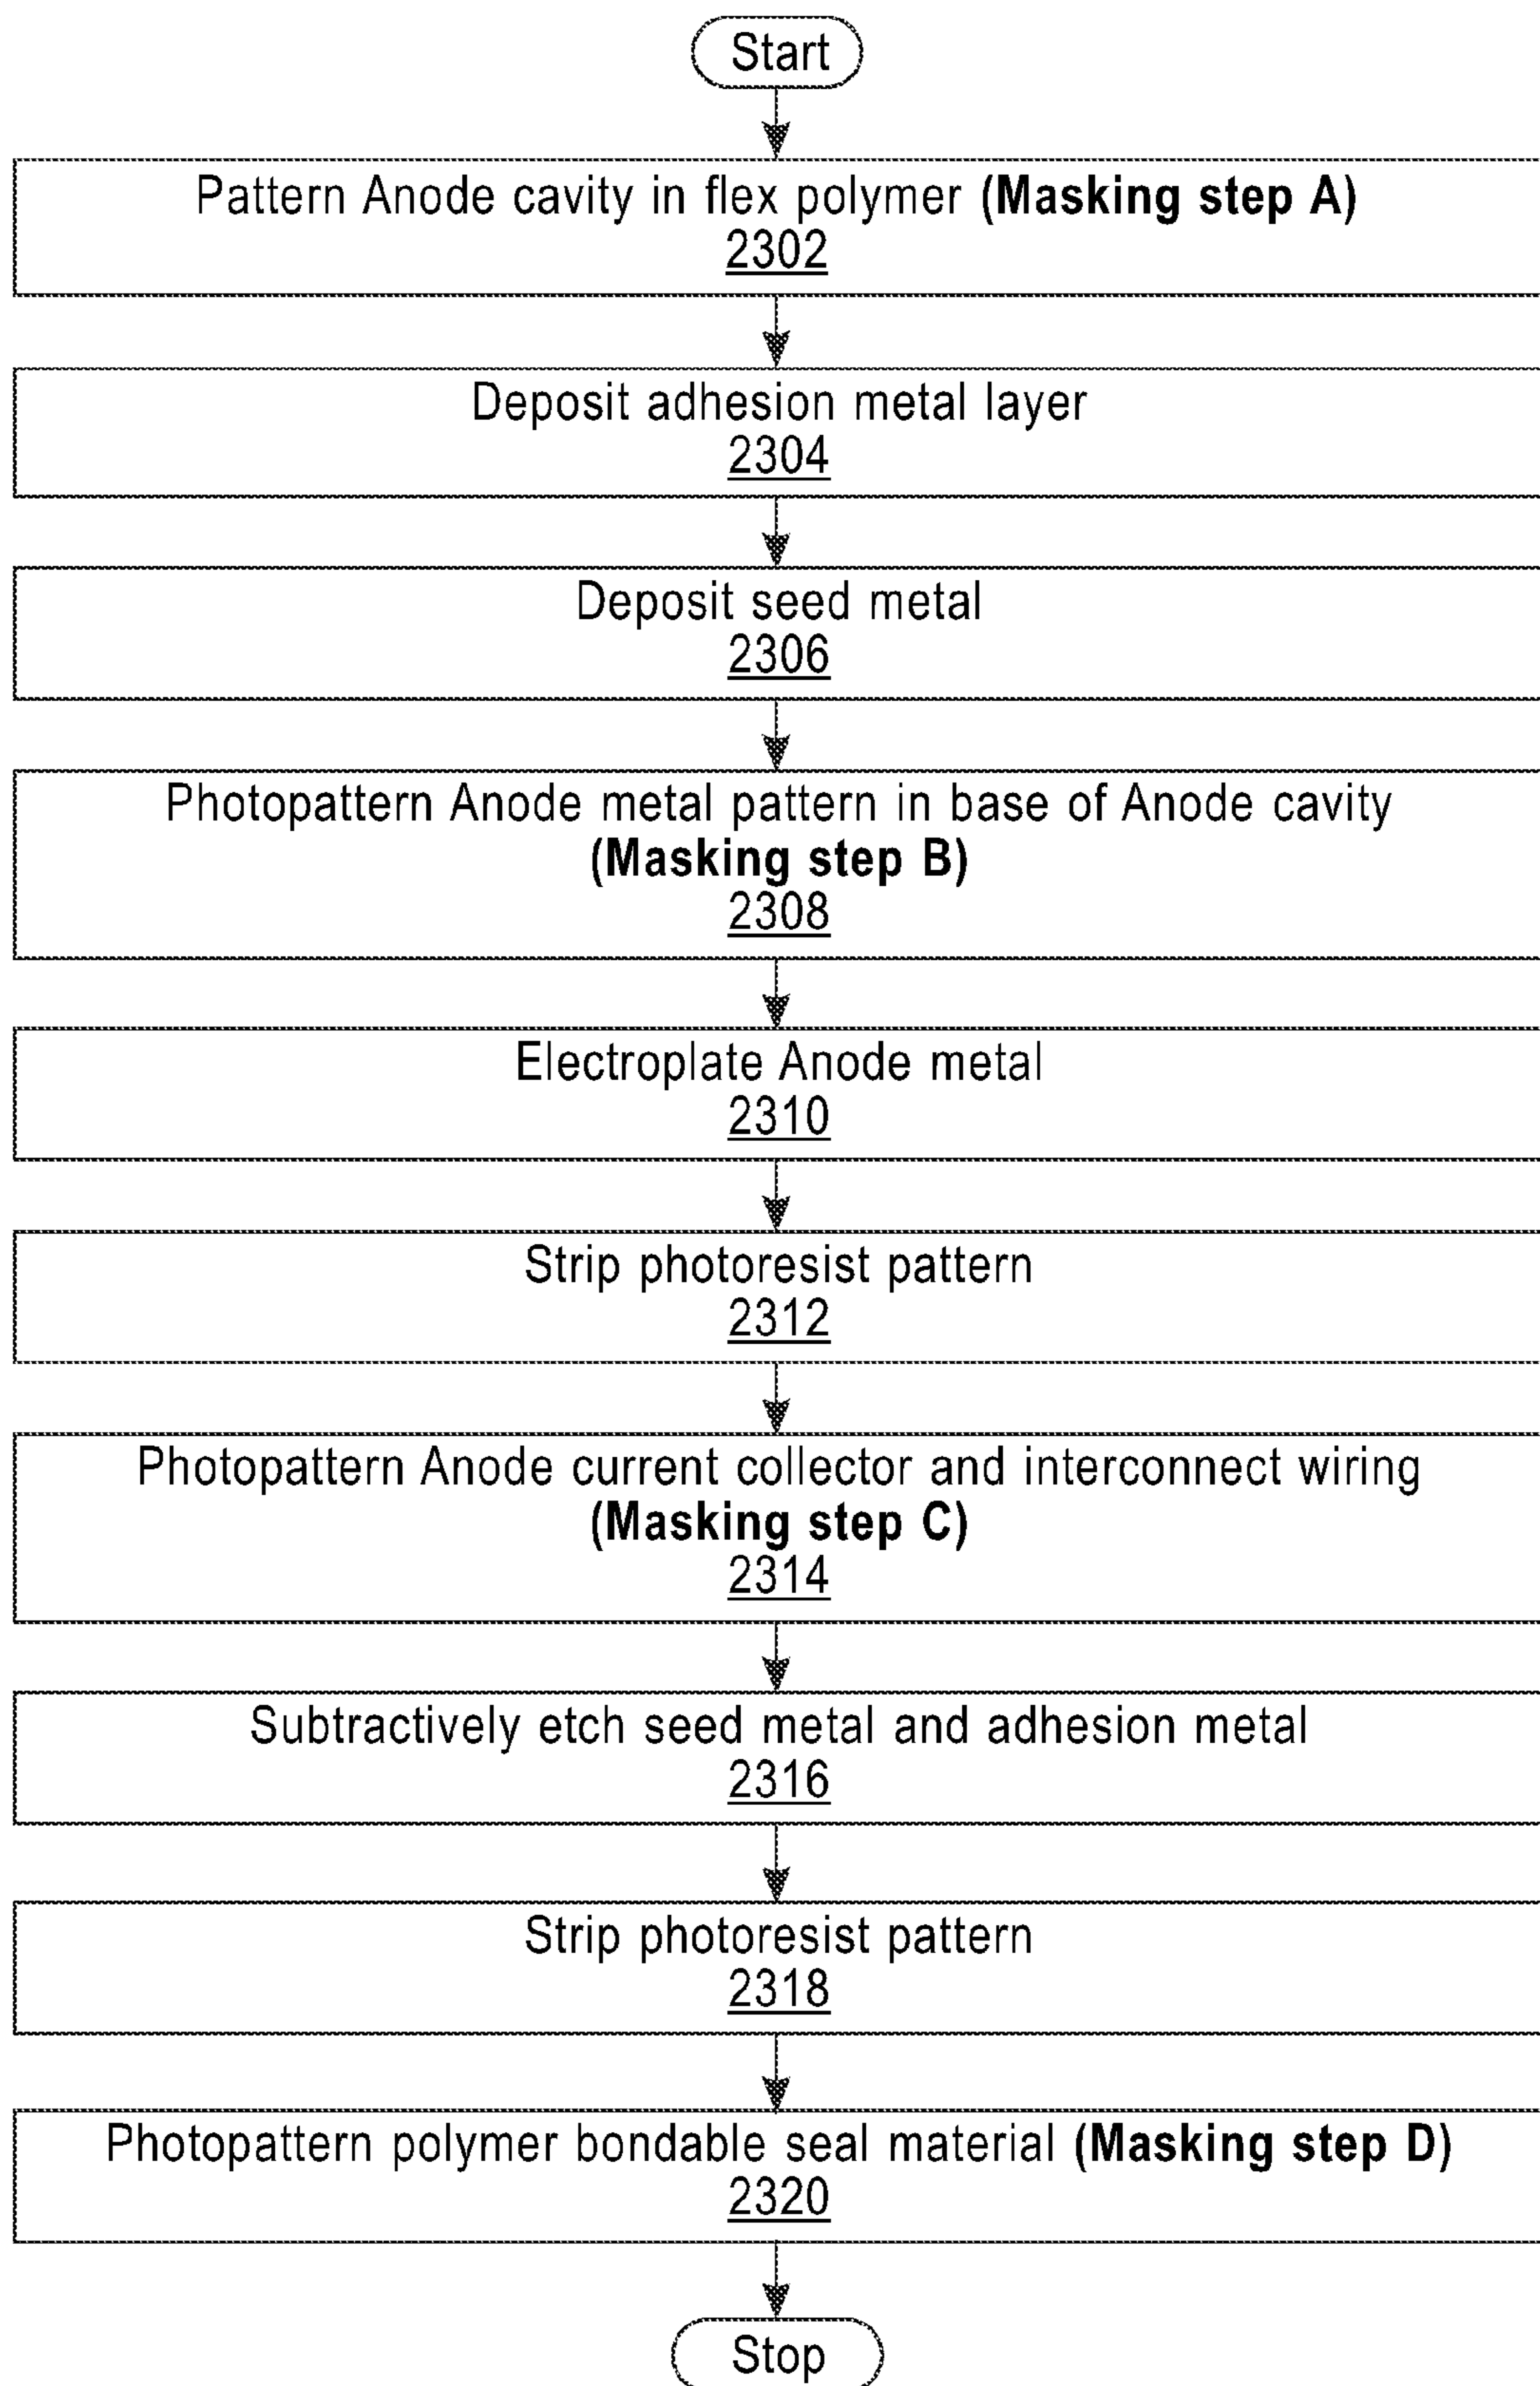 Start
Pattern Anode cavity in flex polymer (Masking step A)
2302
Deposit adhesion metal layer
2304
Deposit seed metal
2306
Photopattern Anode metal pattern in base of Anode cavity
(Masking step B)
2308
Electroplate Anode metal
2310
Strip photoresist pattern
2312
Photopattern Anode current collector and interconnect wiring
(Masking step C)
2314
Subtractively etch seed metal and adhesion metal
2316
Strip photoresist pattern
2318
Photopattern polymer bondable seal material (Masking step D)
2320
Stop